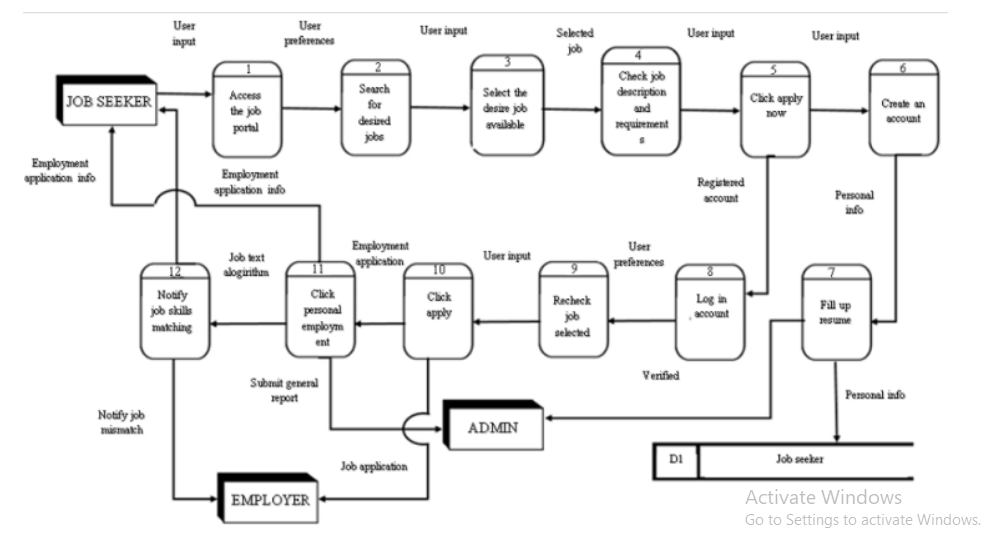 User
input
User
preferences
User input
Selected
job
User input
User input
JOB SEEKER
1
Access
the job
portal
2
Search
for
desired
jobs
3
Select the
desire job
available
4
Check job
description
and
requirement
s
5
Click apply
now
6
Create an
account
Employment
application info
Employment
application info
Registered
account
Personal
info
Job text
alogirithm
Employment
application
User input
User
preferences
12
Notify
job skills
matching
11
Click
personal
employm
ent
10
Click
apply
9
Recheck
job
selected
8
Log in
account
7
Fill up
resume
Submit general
report
Verified
Personal info
Notify job
mismatch
ADMIN
Job application
D1
Job seeker
EMPLOYER
Activate Windows
Go to Settings to activate Windows.